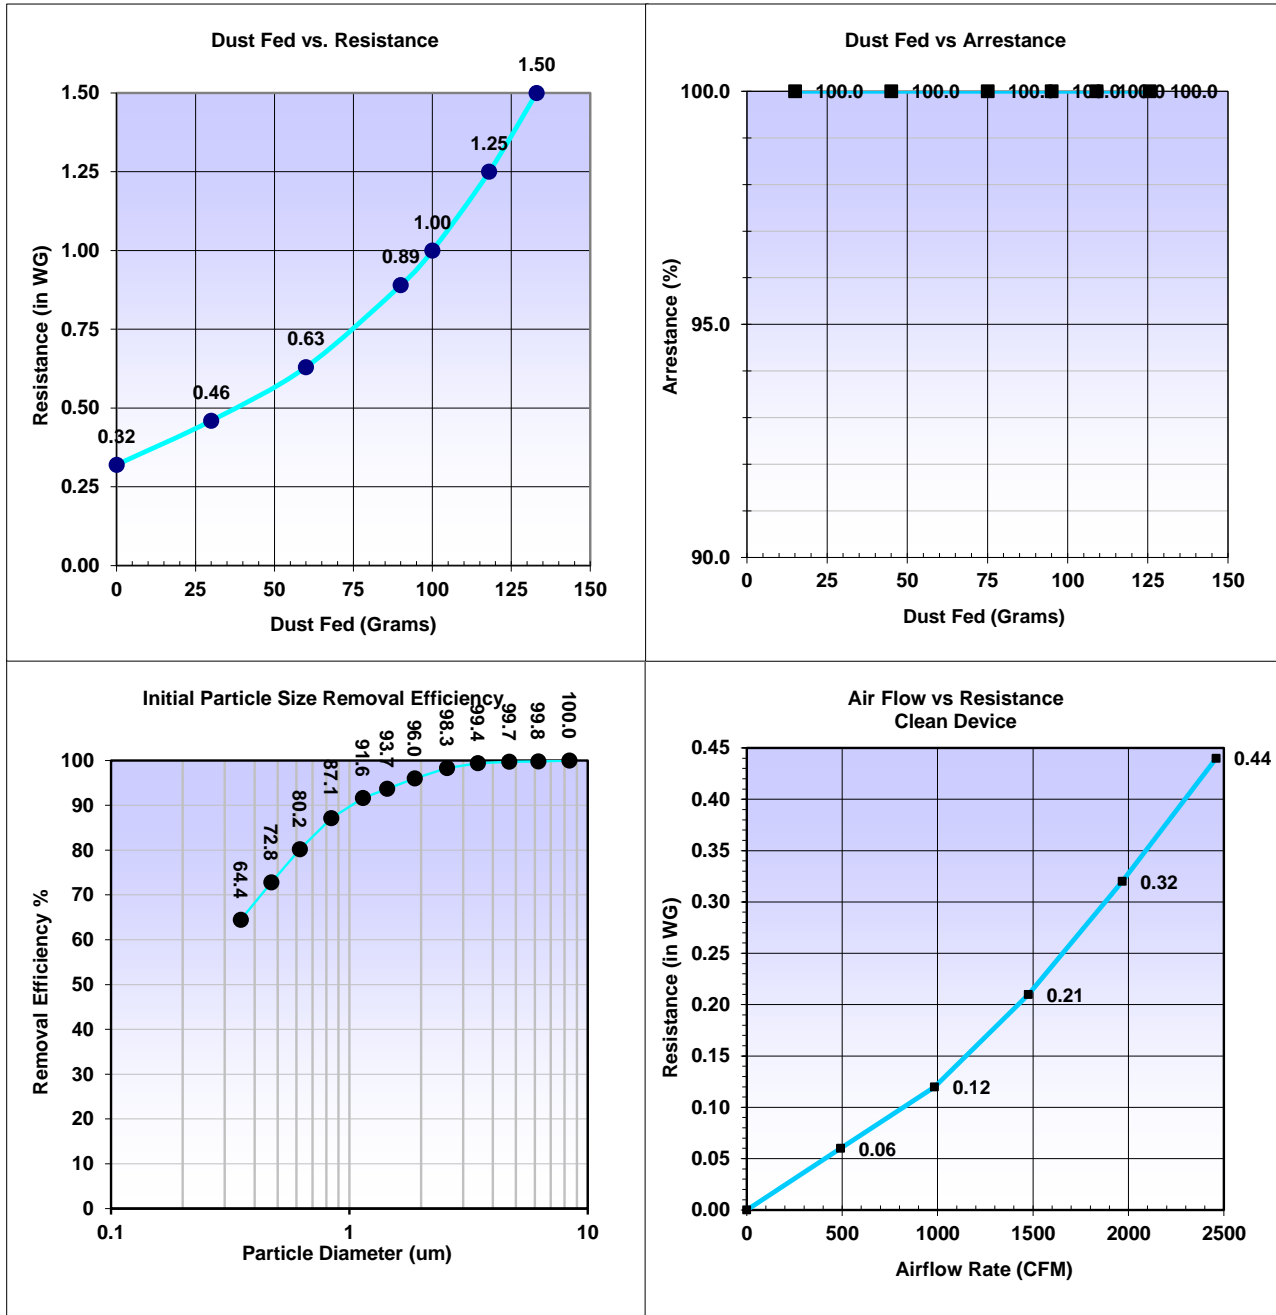 Dust Fed vs. Resistance
1.50
1.50
1.25
1.25
1.00
1.00
0.89
0.75
0.63
0.50
0.46
0.32
0.25
0.00
0 25 50 75 100 125 150
Resistance (in WG)
Dust Fed (Grams)
Dust Fed vs Arrestance
100.0
100.0 100.0 100.0 100.0 100.0 100.0
95.0
90.0
0 25 50 75 100 125 150
Arrestance (%)
Dust Fed (Grams)
Initial Particle Size Removal Efficiency
64.4 72.8 80.2 87.1 91.6 93.7 96.0 98.3 99.4 99.7 99.8 100.0
100
90
80
70
60
50
40
30
20
10
0
0.1 1 10
Removal Efficiency %
Particle Diameter (um)
Air Flow vs Resistance
Clean Device
0.45
0.44
0.40
0.35
0.32
0.30
0.25
0.21
0.20
0.15
0.12
0.10
0.06
0.05
0.00
0 500 1000 1500 2000 2500
Resistance (in WG)
Airflow Rate (CFM)